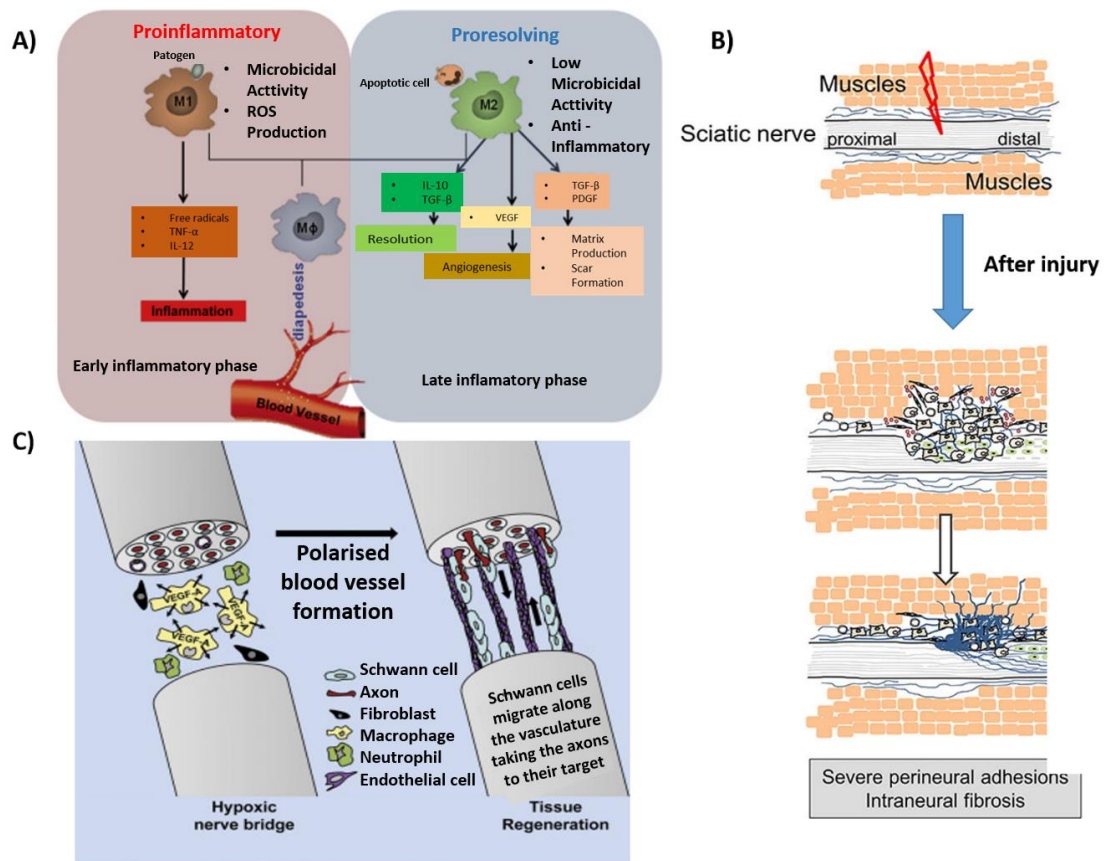 A)
Proinflammatory
Patogen
M1
• Microbicidal
Acttivity
• ROS
Production
• Free radicals
• TNF-α
• IL-12
Inflammation
Early inflammatory phase
Mϕ
diapedesis
Blood Vessel
Proresolving
Apoptotic cell
M2
• Low
Microbicidal
Acttivity
• Anti -
Inflammatory
• IL-10
• TGF-β
Resolution
• VEGF
Angiogenesis
• TGF-β
• PDGF
• Matrix
Production
• Scar
Formation
Late inflamatory phase
B)
Muscles
Sciatic nerve
proximal
distal
Muscles
After injury
Severe perineural adhesions
Intraneural fibrosis
C)
VEGF-A
VEGF-A
VEGF-A
Polarised
blood vessel
formation
Schwann cell
Axon
Fibroblast
Macrophage
Neutrophil
Endothelial cell
Hypoxic
nerve bridge
Schwann cells
migrate along
the vasculature
taking the axons
to their target
Tissue
Regeneration